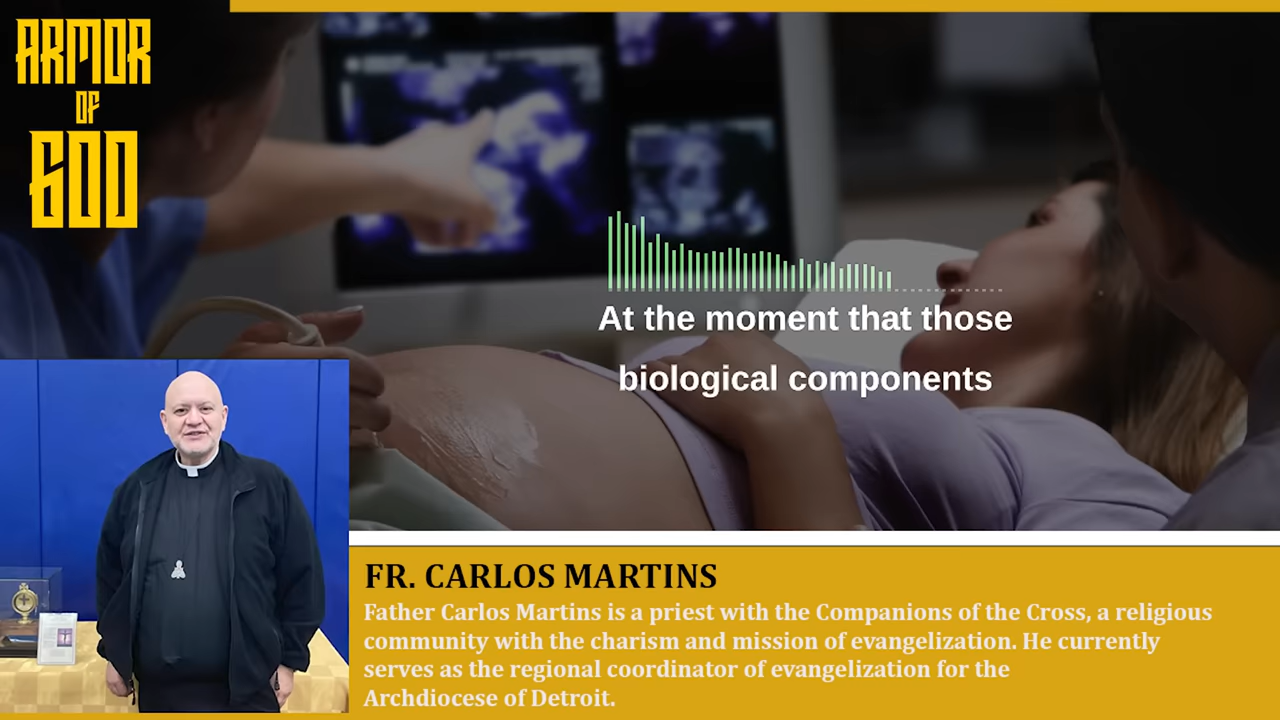 ARMOR
OF
GOD
At the moment that those
biological components
FR. CARLOS MARTINS
Father Carlos Martins is a priest with the Companions of the Cross, a religious
community with the charism and mission of evangelization. He currently
serves as the regional coordinator of evangelization for the
Archdiocese of Detroit.